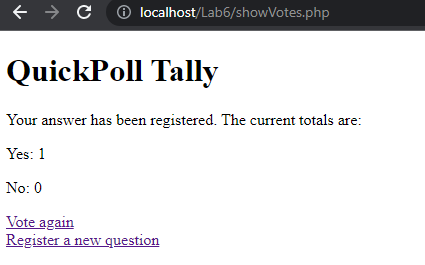 localhost/Lab6/showVotes.php
QuickPoll Tally
Your answer has been registered. The current totals are:
Yes: 1
No: 0
Vote again
Register a new question